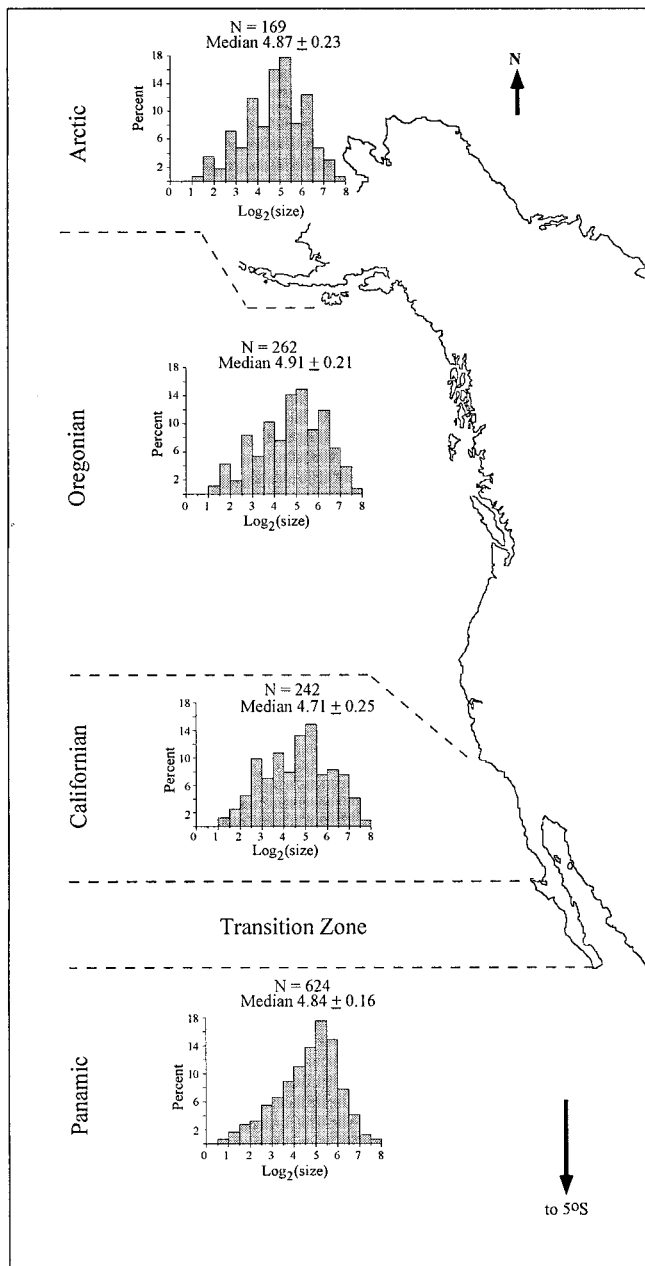 N = 169
Median 4.87 ± 0.23
Arctic
Percent
18
14
10
6
2
0 1 2 3 4 5 6 7 8
Log2(size)
N
N = 262
Median 4.91 ± 0.21
Oregonian
Percent
18
14
10
6
2
0 1 2 3 4 5 6 7 8
Log2(size)
N = 242
Median 4.71 ± 0.25
Californian
Percent
18
14
10
6
2
0 1 2 3 4 5 6 7 8
Log2(size)
Transition Zone
N = 624
Median 4.84 ± 0.16
Panamic
Percent
18
14
10
6
2
0 1 2 3 4 5 6 7 8
Log2(size)
to 5°S